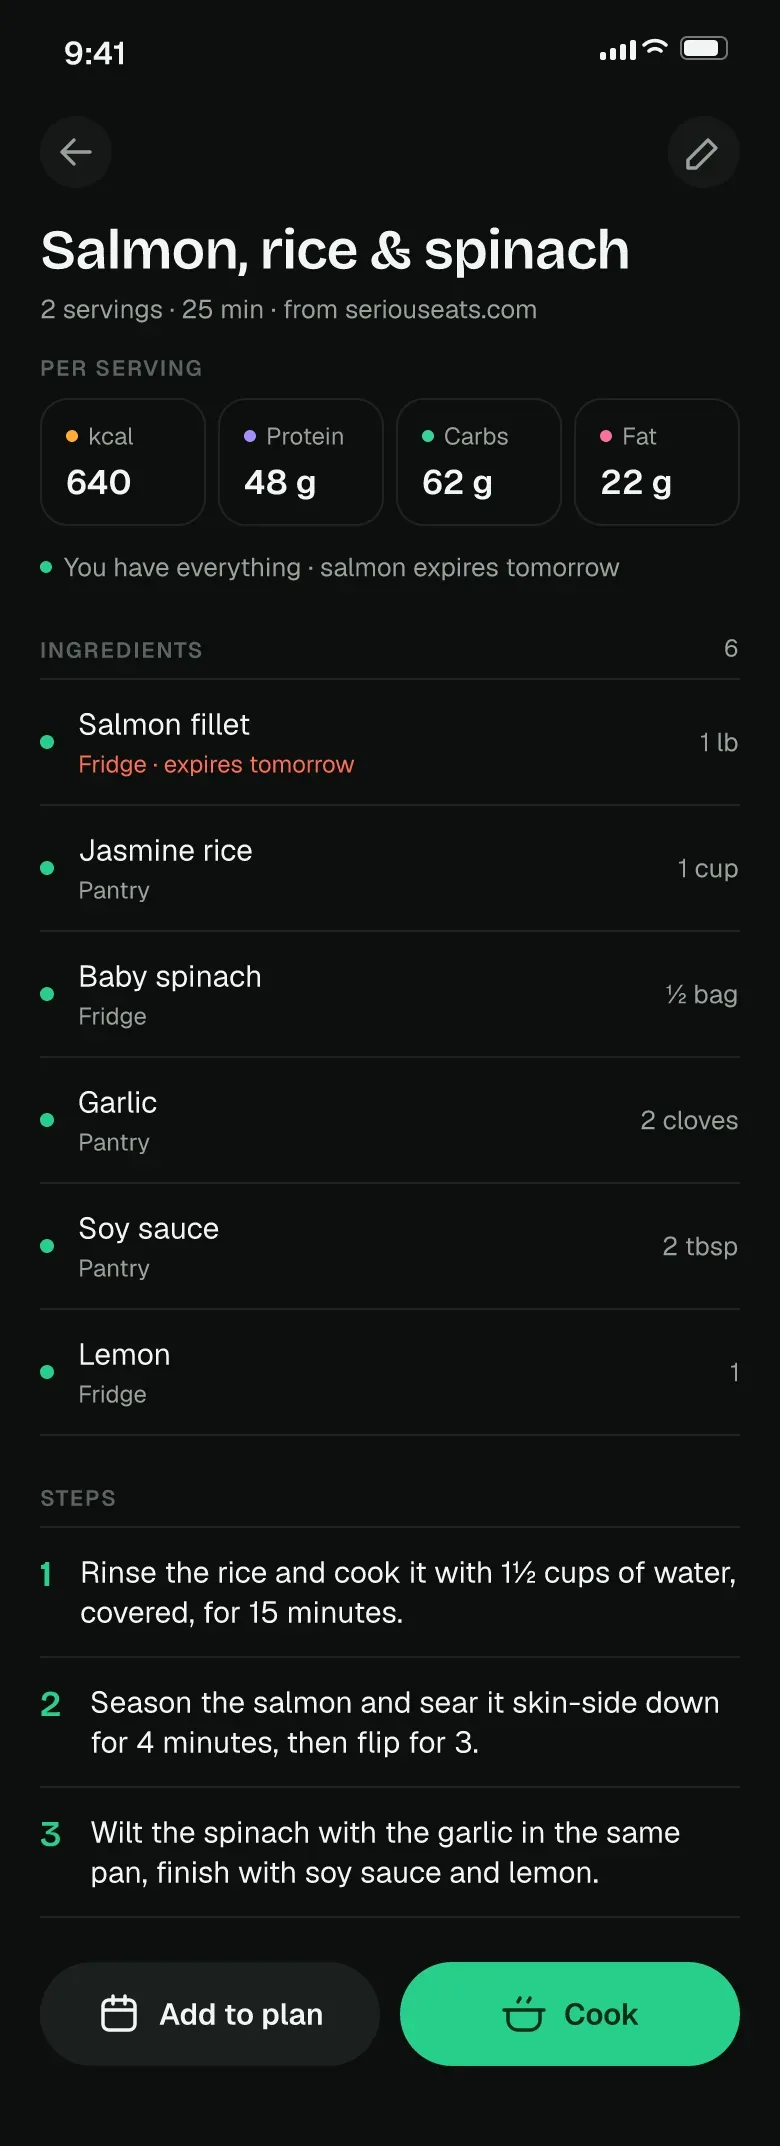 9:41
Salmon, rice & spinach
2 servings · 25 min · from seriouseats.com
PER SERVING
kcal
640
Protein
48 g
Carbs
62 g
Fat
22 g
You have everything · salmon expires tomorrow
INGREDIENTS 6
Salmon fillet
Fridge · expires tomorrow
1 lb
Jasmine rice
Pantry
1 cup
Baby spinach
Fridge
½ bag
Garlic
Pantry
2 cloves
Soy sauce
Pantry
2 tbsp
Lemon
Fridge
1
STEPS
1 Rinse the rice and cook it with 1½ cups of water,
covered, for 15 minutes.
2 Season the salmon and sear it skin-side down
for 4 minutes, then flip for 3.
3 Wilt the spinach with the garlic in the same
pan, finish with soy sauce and lemon.
Add to plan
Cook